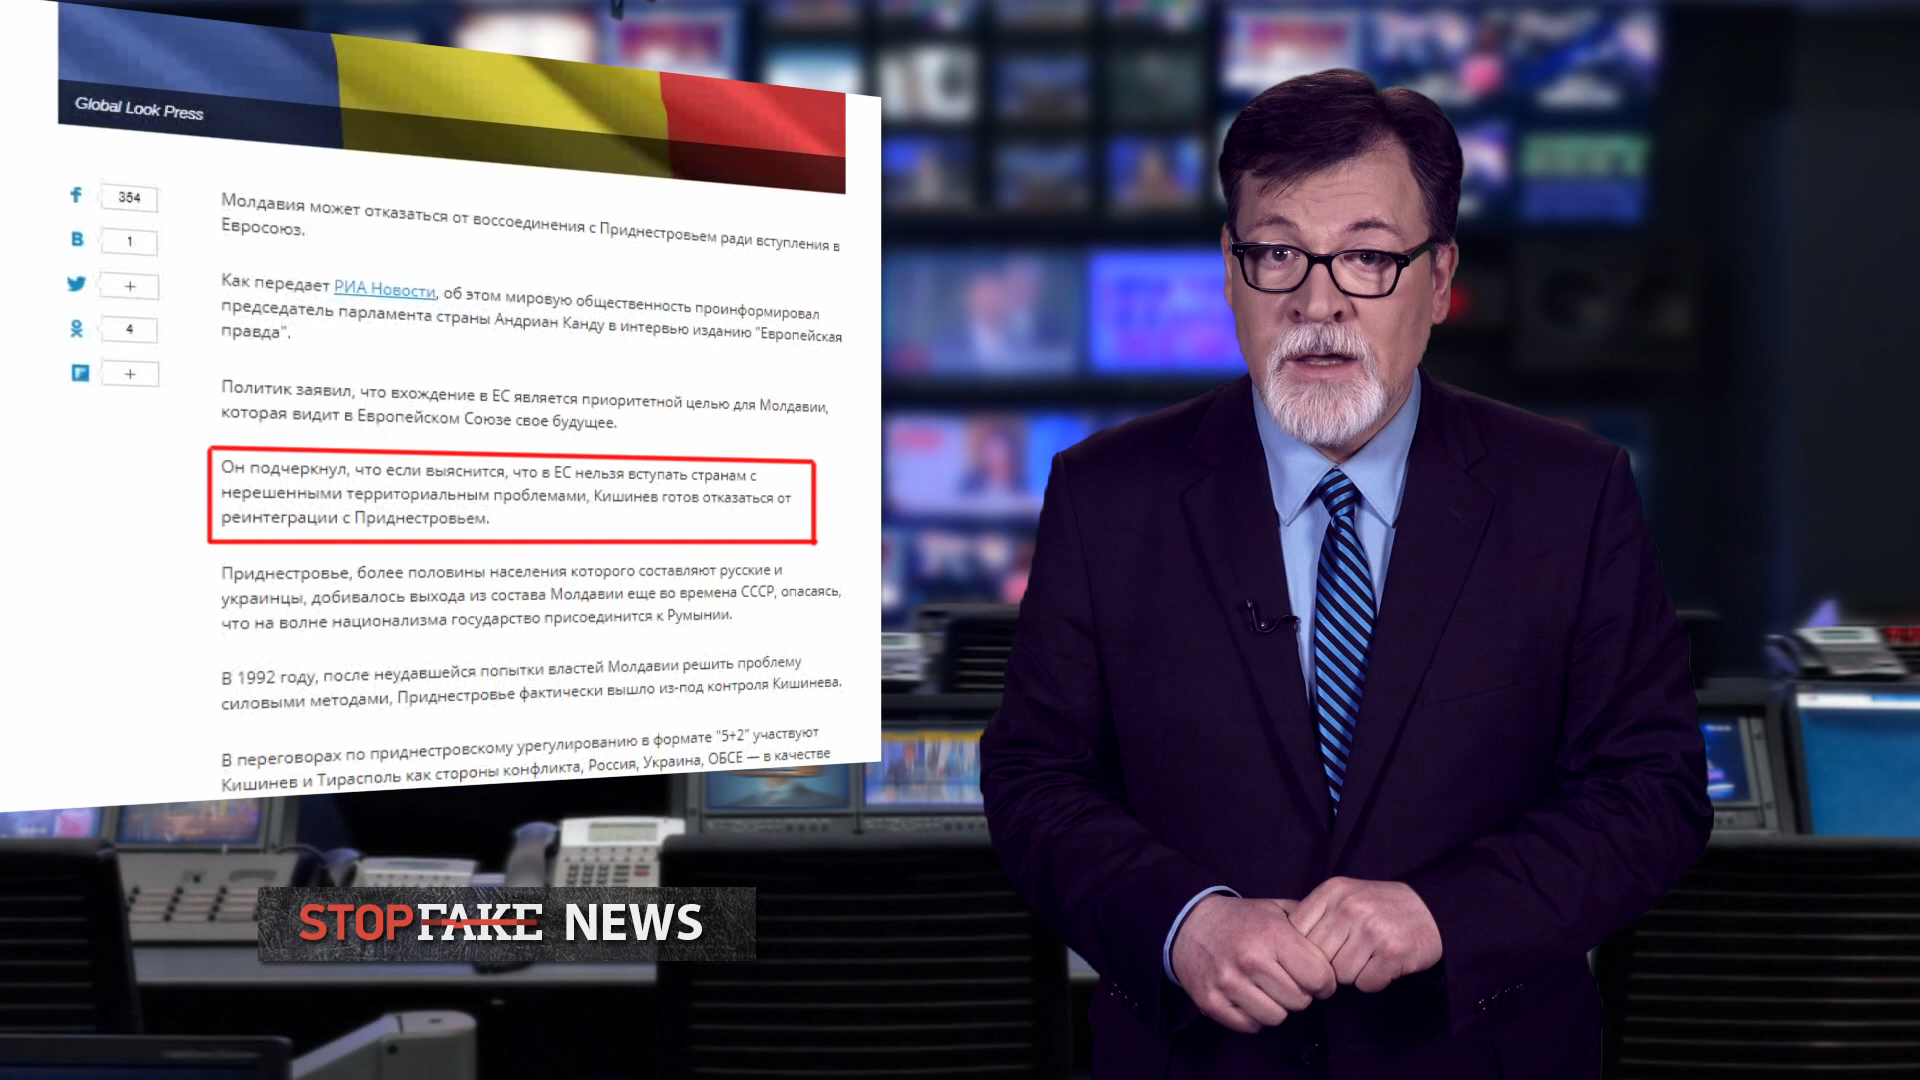 Global Look Press
354
1
+
4
+
Молдавия может отказаться от воссоединения с Приднестровьем ради вступления в
Евросоюз.
Как передает РИА Новости, об этом мировую общественность проинформировал
председатель парламента страны Андриан Канду в интервью изданию "Европейская
правда".
Политик заявил, что вхождение в ЕС является приоритетной целью для Молдавии,
которая видит в Европейском Союзе свое будущее.
Он подчеркнул, что если выяснится, что в ЕС нельзя вступать странам с
нерешенными территориальным проблемами, Кишинев готов отказаться от
реинтеграции с Приднестровьем.
Приднестровье, более половины населения которого составляют русские и
украинцы, добивалось выхода из состава Молдавии еще во времена СССР, опасаясь,
что на волне национализма государство присоединится к Румынии.
В 1992 году, после неудавшейся попытки властей Молдавии решить проблему
силовыми методами, Приднестровье фактически вышло из-под контроля Кишинева.
В переговорах по приднестровскому урегулированию в формате "5+2" участвуют
Кишинев и Тирасполь как стороны конфликта, Россия, Украина, ОБСЕ — в качестве
STOPFAKE NEWS